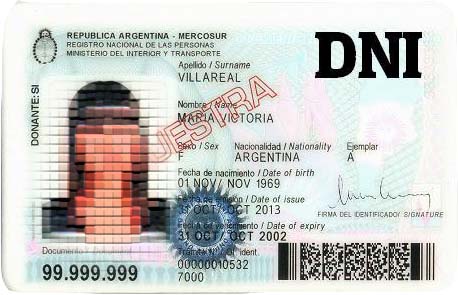 REPUBLICA ARGENTINA - MERCOSUR
REGISTRO NACIONAL DE LAS PERSONAS
MINISTERIO DEL INTERIOR Y TRANSPORTE
DNI
Apellido / Surname
VILLAREAL
Nombre / Name
MARIA VICTORIA
MUESTRA
Sexo / Sex Nacionalidad / Nationality Ejemplar
F ARGENTINA A
Fecha de nacimiento / Date of birth
01 NOV / NOV 1969
Fecha de emisión / Date of issue
31 OCT / OCT 2013
Fecha de vencimiento / Date of expiry
31 OCT / OCT 2002
Trámite N° / Of. ident.
00000010532
7000
FIRMA DEL IDENTIFICADO / SIGNATURE
DONANTE: SI
Documento / Document
99.999.999